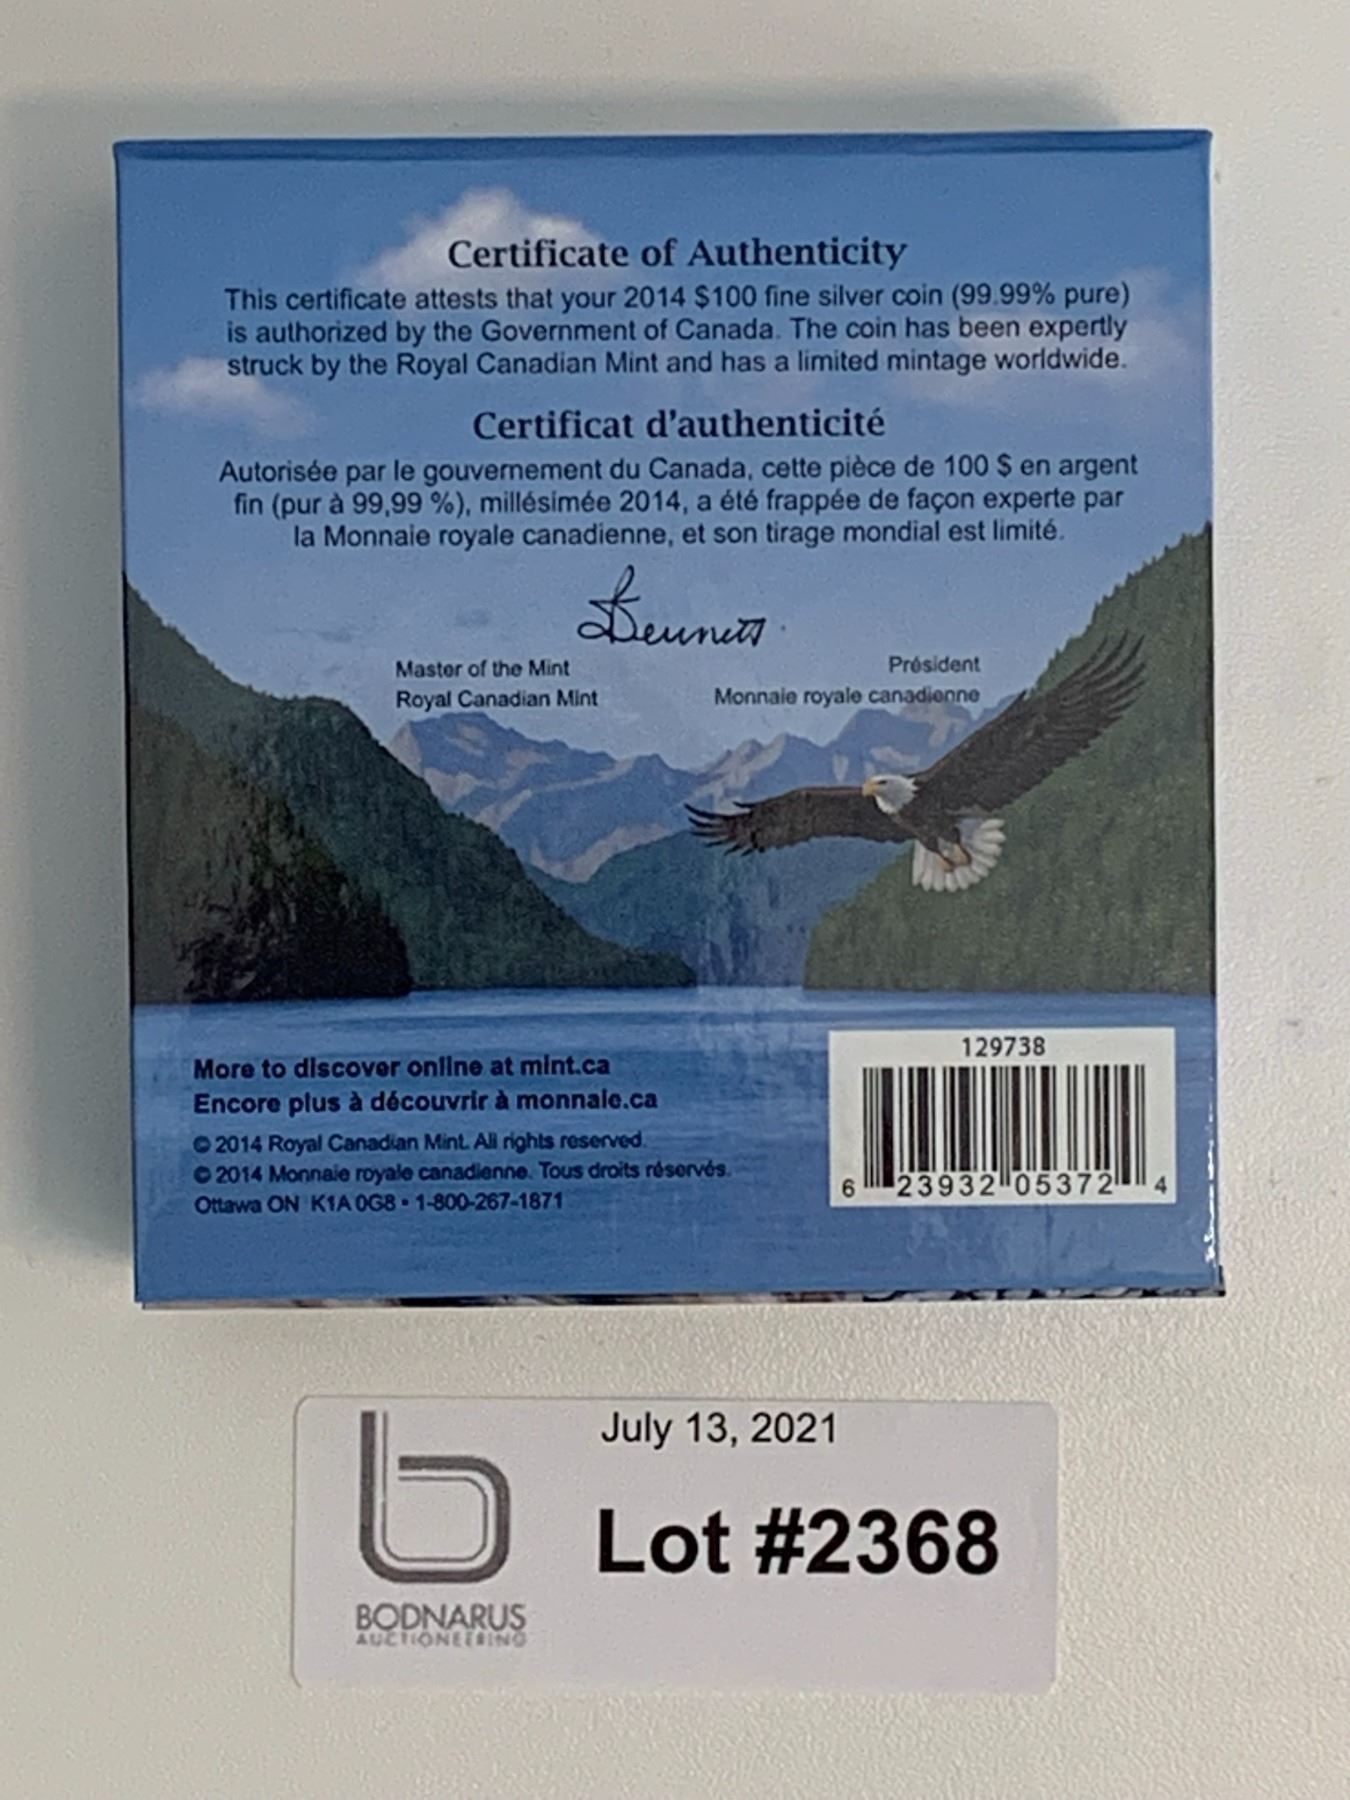 Certificate of Authenticity
This certificate attests that your 2014 $100 fine silver coin (99.99% pure)
is authorized by the Government of Canada. The coin has been expertly
struck by the Royal Canadian Mint and has a limited mintage worldwide.
Certificat d'authenticité
Autorisée par le gouvernement du Canada, cette pièce de 100 $ en argent
fin (pur à 99,99 %), millésimée 2014, a été frappée de façon experte par
la Monnaie royale canadienne, et son tirage mondial est limité.
Bennett
Master of the Mint
Royal Canadian Mint
Président
Monnaie royale canadienne
More to discover online at mint.ca
Encore plus à découvrir à monnaie.ca
© 2014 Royal Canadian Mint. All rights reserved.
© 2014 Monnaie royale canadienne. Tous droits réservés.
Ottawa ON K1A 0G8 • 1-800-267-1871
129738
6 23932 05372 4
July 13, 2021
Lot #2368
BODNARUS
AUCTIONEERING